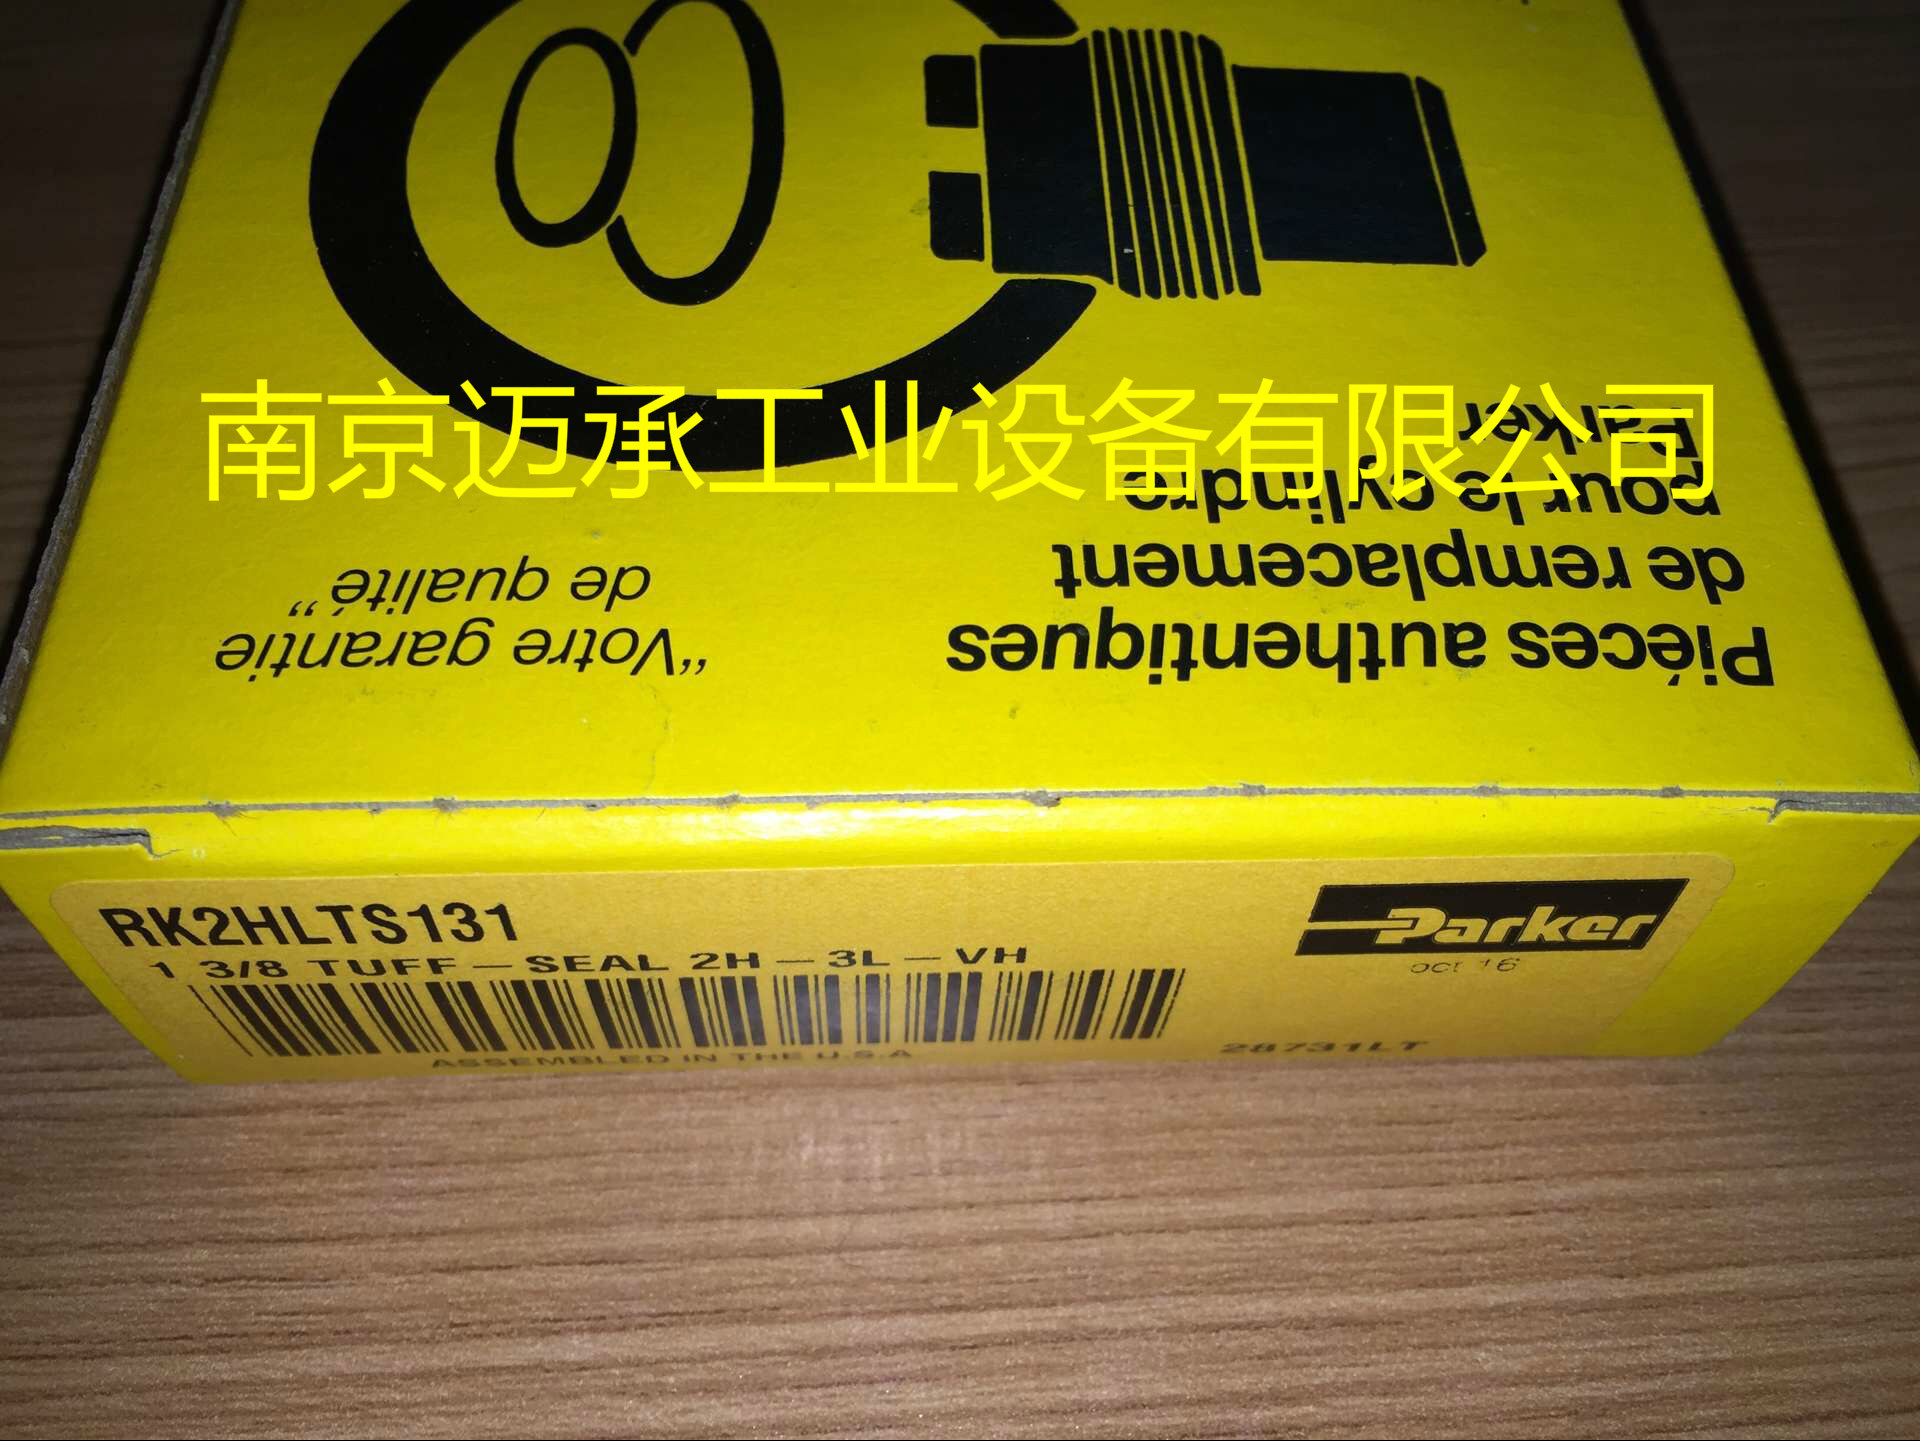 南京迈承工业设备有限公司
Piéces authentiques
de remplacement
pour le cylindre
Parker
“Votre garantie
de qualité”
RK2HLTS131
1 3/8 TUFF-SEAL 2H-3L-VH
Parker
oct 16
ASSEMBLED IN THE U.S.A
28731LT